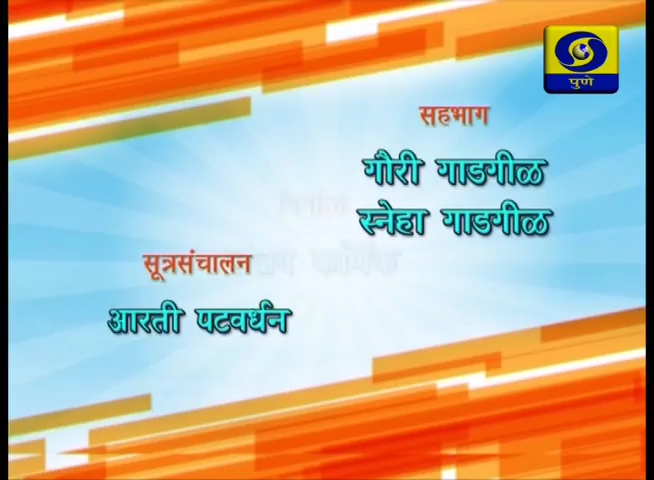 पुणे
सहभाग
गौरी गाडगीळ
स्नेहा गाडगीळ
सूत्रसंचालन
आरती पटवर्धन